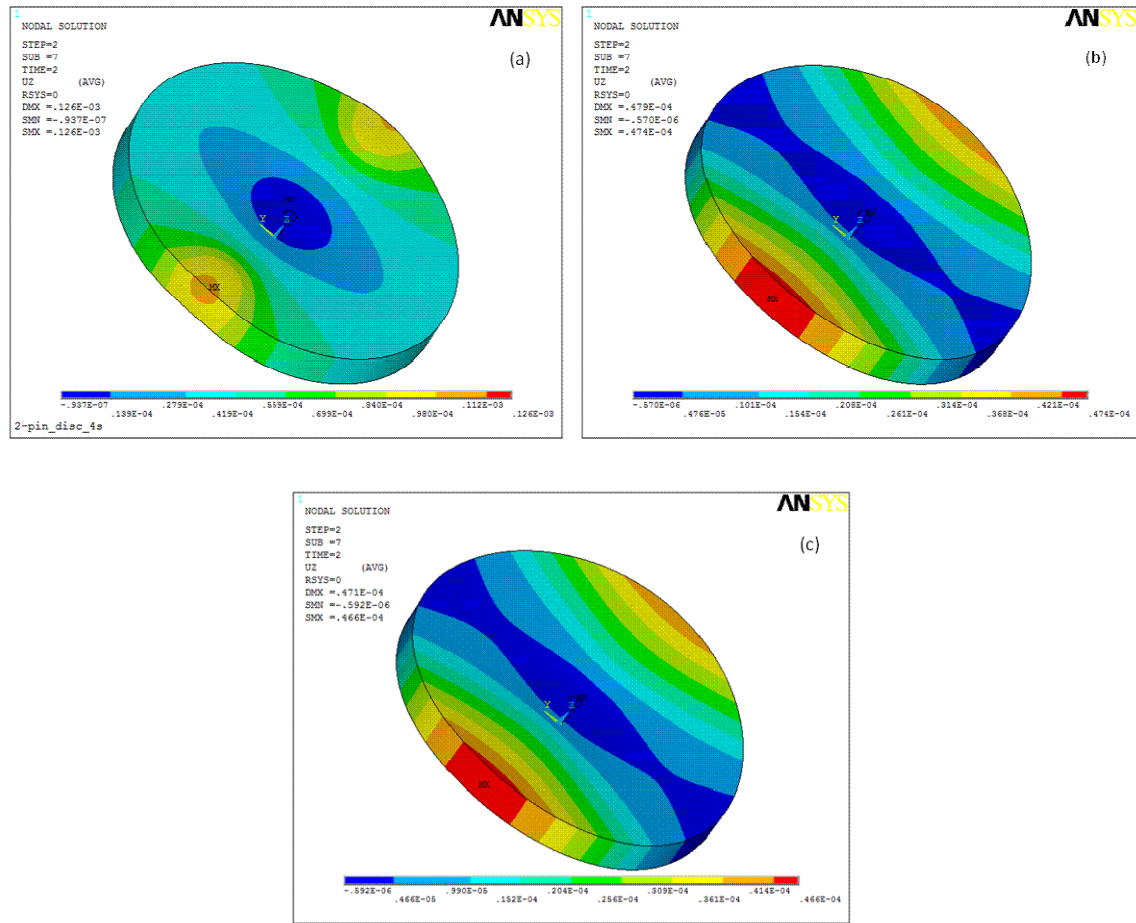 1
ANSYS
NODAL SOLUTION
STEP=2
SUB =7
TIME=2
UZ (AVG)
RSYS=0
DMX =.126E-03
SMN =-.937E-07
SMX =.126E-03
(a)
Y
Z
MX
-.937E-07 .279E-04 .559E-04 .840E-04 .112E-03
.139E-04 .419E-04 .699E-04 .980E-04 .126E-03
2-pin_disc_4s
1
ANSYS
NODAL SOLUTION
STEP=2
SUB =7
TIME=2
UZ (AVG)
RSYS=0
DMX =.479E-04
SMN =-.570E-06
SMX =.474E-04
(b)
Y
Z
MX
-.570E-06 .101E-04 .208E-04 .314E-04 .421E-04
.476E-05 .154E-04 .261E-04 .368E-04 .474E-04
1
ANSYS
NODAL SOLUTION
STEP=2
SUB =7
TIME=2
UZ (AVG)
RSYS=0
DMX =.471E-04
SMN =-.592E-06
SMX =.466E-04
(c)
Y
Z
MX
-.592E-06 .990E-05 .204E-04 .309E-04 .414E-04
.466E-05 .152E-04 .256E-04 .361E-04 .466E-04